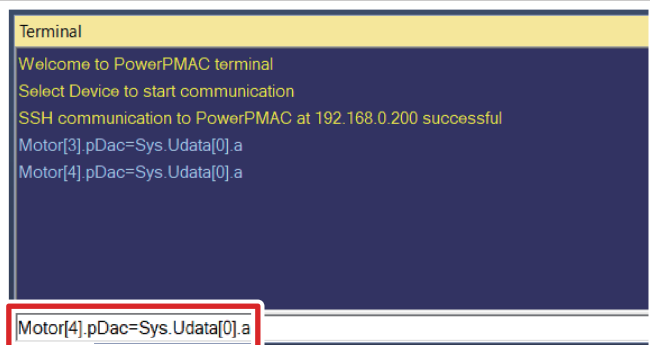 Terminal
Welcome to PowerPMAC terminal
Select Device to start communication
SSH communication to PowerPMAC at 192.168.0.200 successful
Motor[3].pDac=Sys.Udata[0].a
Motor[4].pDac=Sys.Udata[0].a
Motor[4].pDac=Sys.Udata[0].a